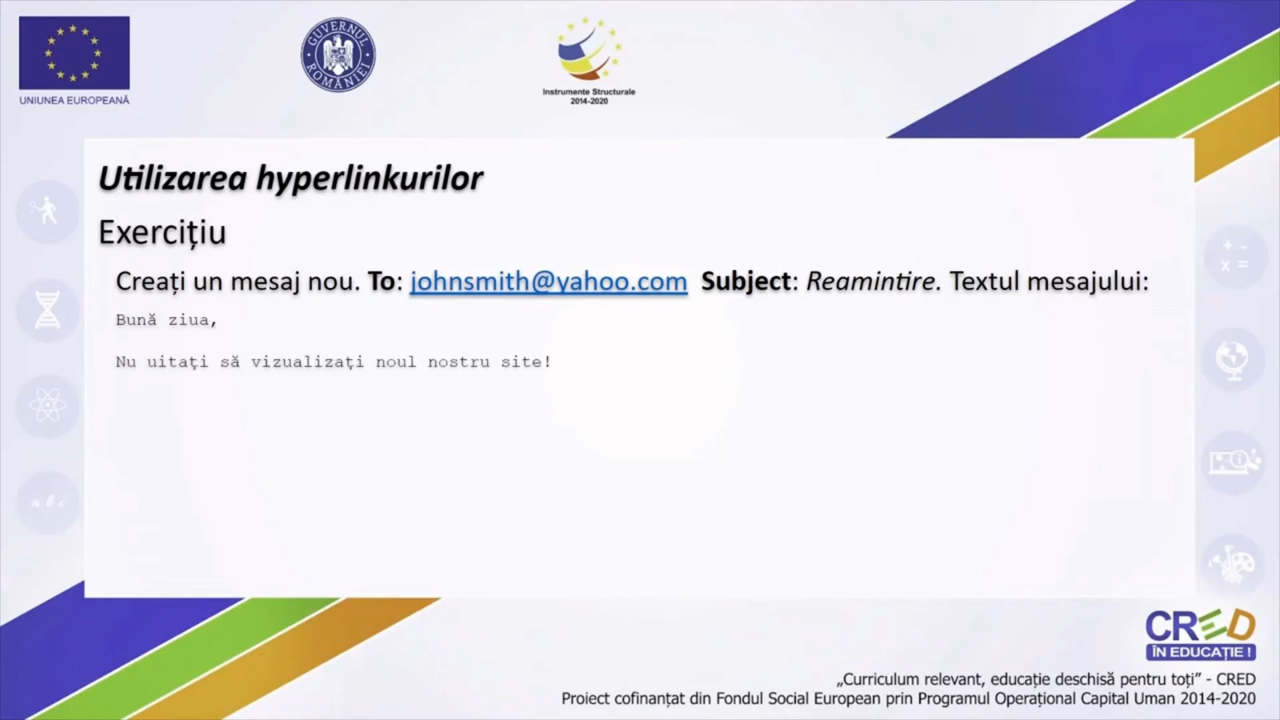 UNIUNEA EUROPEANĂ
GUVERNUL ROMÂNIEI
Instrumente Structurale
2014-2020
Utilizarea hyperlinkurilor
Exercițiu
Creați un mesaj nou. To: johnsmith@yahoo.com Subject: Reamintire. Textul mesajului:
Bună ziua,
Nu uitați să vizualizați noul nostru site!
+ -
x =
a b c
CRED
ÎN EDUCAȚIE !
„Curriculum relevant, educație deschisă pentru toți” - CRED
Proiect cofinanțat din Fondul Social European prin Programul Operațional Capital Uman 2014-2020